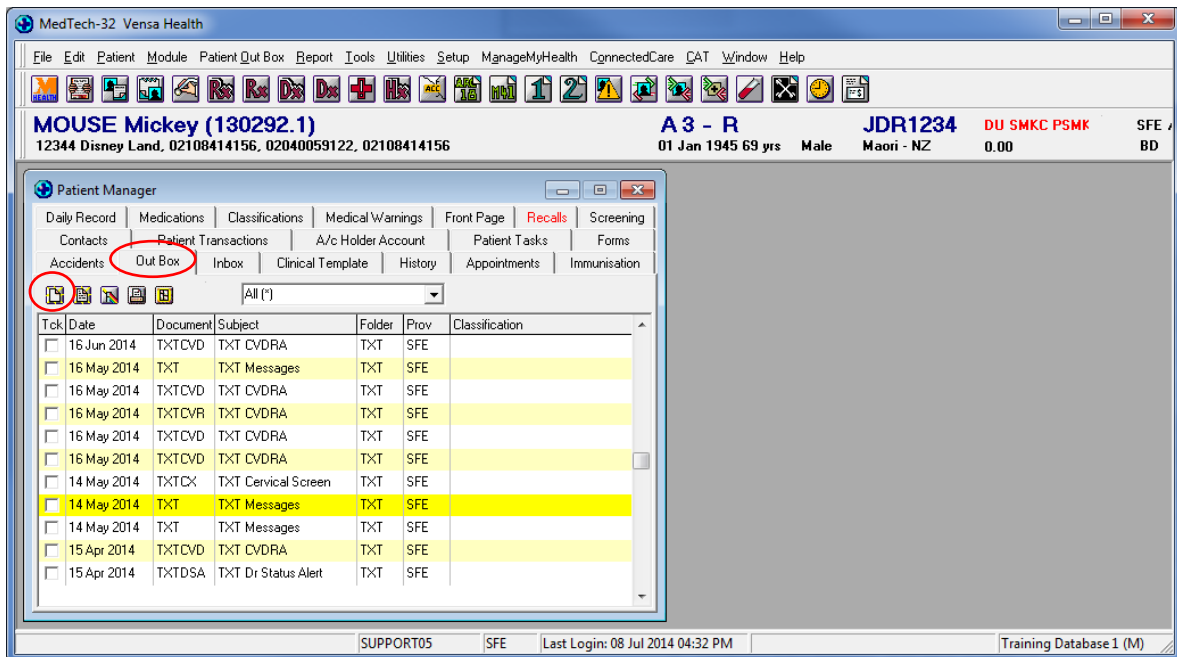 MedTech-32 Vensa Health
File Edit Patient Module Patient Out Box Report Tools Utilities Setup ManageMyHealth ConnectedCare CAT Window Help
MOUSE Mickey (130292.1) A 3 - R JDR1234 DU SMKC PSMK SFE
12344 Disney Land, 02108414156, 02040059122, 02108414156 01 Jan 1945 69 yrs Male Maori - NZ 0.00 BD
Patient Manager
Daily Record Medications Classifications Medical Warnings Front Page Recalls Screening
Contacts Patient Transactions A/c Holder Account Patient Tasks Forms
Accidents Out Box Inbox Clinical Template History Appointments Immunisation
All (*)
Tck Date Document Subject Folder Prov Classification
16 Jun 2014 TXTCVD TXT CVDRA TXT SFE
16 May 2014 TXT TXT Messages TXT SFE
16 May 2014 TXTCVD TXT CVDRA TXT SFE
16 May 2014 TXTCVR TXT CVDRA TXT SFE
16 May 2014 TXTCVD TXT CVDRA TXT SFE
16 May 2014 TXTCVD TXT CVDRA TXT SFE
14 May 2014 TXTCX TXT Cervical Screen TXT SFE
14 May 2014 TXT TXT Messages TXT SFE
14 May 2014 TXT TXT Messages TXT SFE
15 Apr 2014 TXTCVD TXT CVDRA TXT SFE
15 Apr 2014 TXTDSA TXT Dr Status Alert TXT SFE
SUPPORT05 SFE Last Login: 08 Jul 2014 04:32 PM Training Database 1 (M)